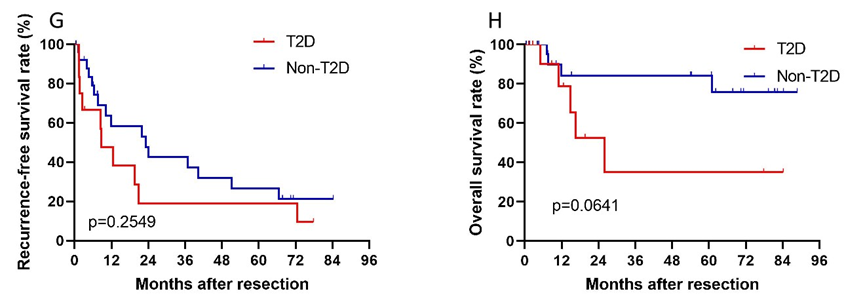 G
Recurrence-free survival rate (%)
100
80
60
40
20
0
T2D
Non-T2D
p=0.2549
0 12 24 36 48 60 72 84 96
Months after resection
H
Overall survival rate (%)
100
80
60
40
20
0
T2D
Non-T2D
p=0.0641
0 12 24 36 48 60 72 84 96
Months after resection